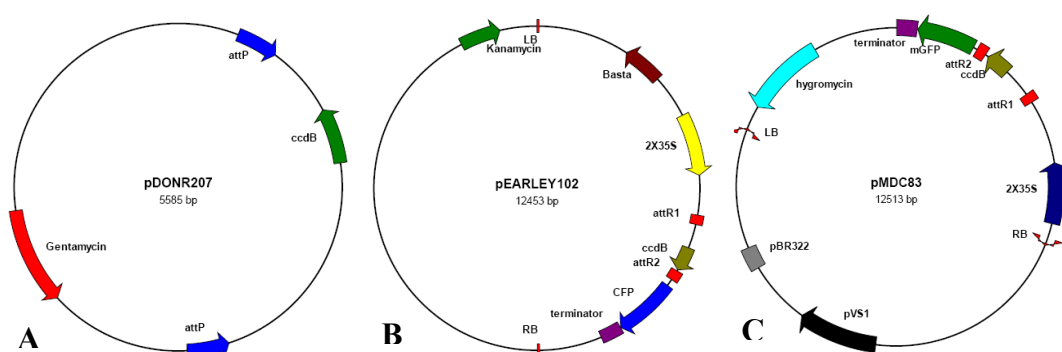 attP
ccdB
pDONR207
5585 bp
Gentamycin
attP
A
Kanamycin
LB
Basta
2X35S
pEARLEY102
12453 bp
attR1
ccdB
attR2
CFP
terminator
RB
B
terminator
mGFP
attR2
ccdB
attR1
hygromycin
LB
pMDC83
12513 bp
2X35S
RB
pBR322
pVS1
C